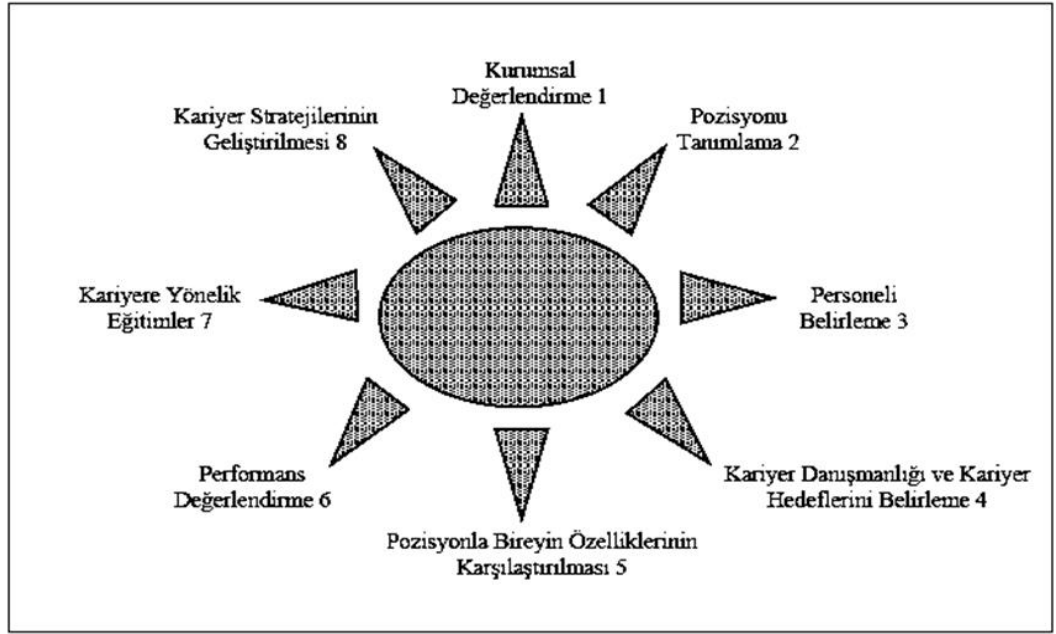 Kurumsal
Değerlendirme 1
Pozisyonu
Tanımlama 2
Personeli
Belirleme 3
Kariyer Danışmanlığı ve Kariyer
Hedeflerini Belirleme 4
Pozisyonla Bireyin Özelliklerinin
Karşılaştırılması 5
Performans
Değerlendirme 6
Kariyere Yönelik
Eğitimler 7
Kariyer Stratejilerinin
Geliştirilmesi 8